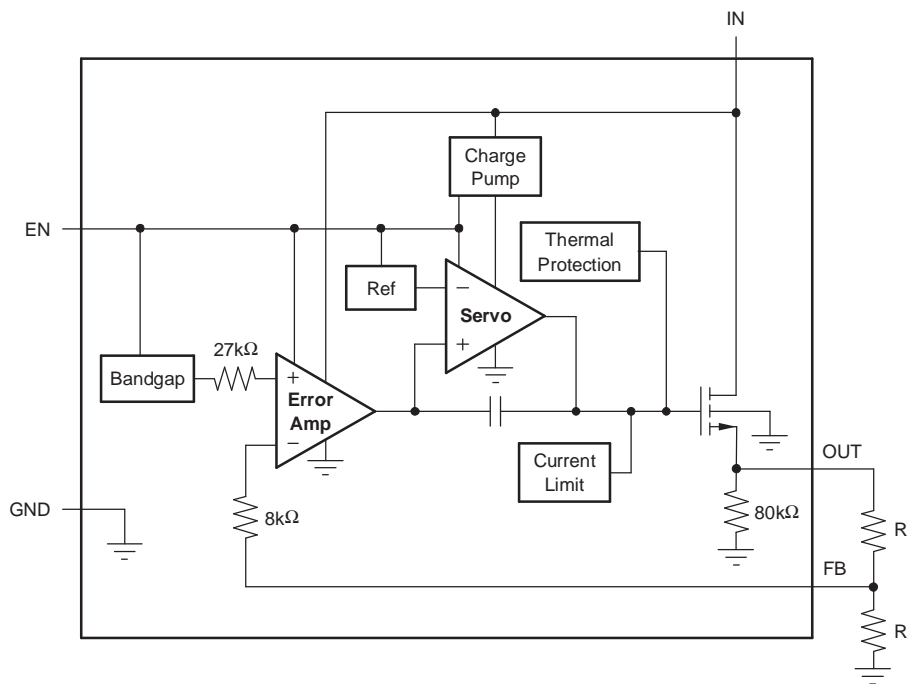 IN
Charge
Pump
EN
Thermal
Protection
Ref
−
Servo
+
27kΩ
Bandgap
+
Error
Amp
−
Current
Limit
OUT
GND
8kΩ
80kΩ
R
FB
R